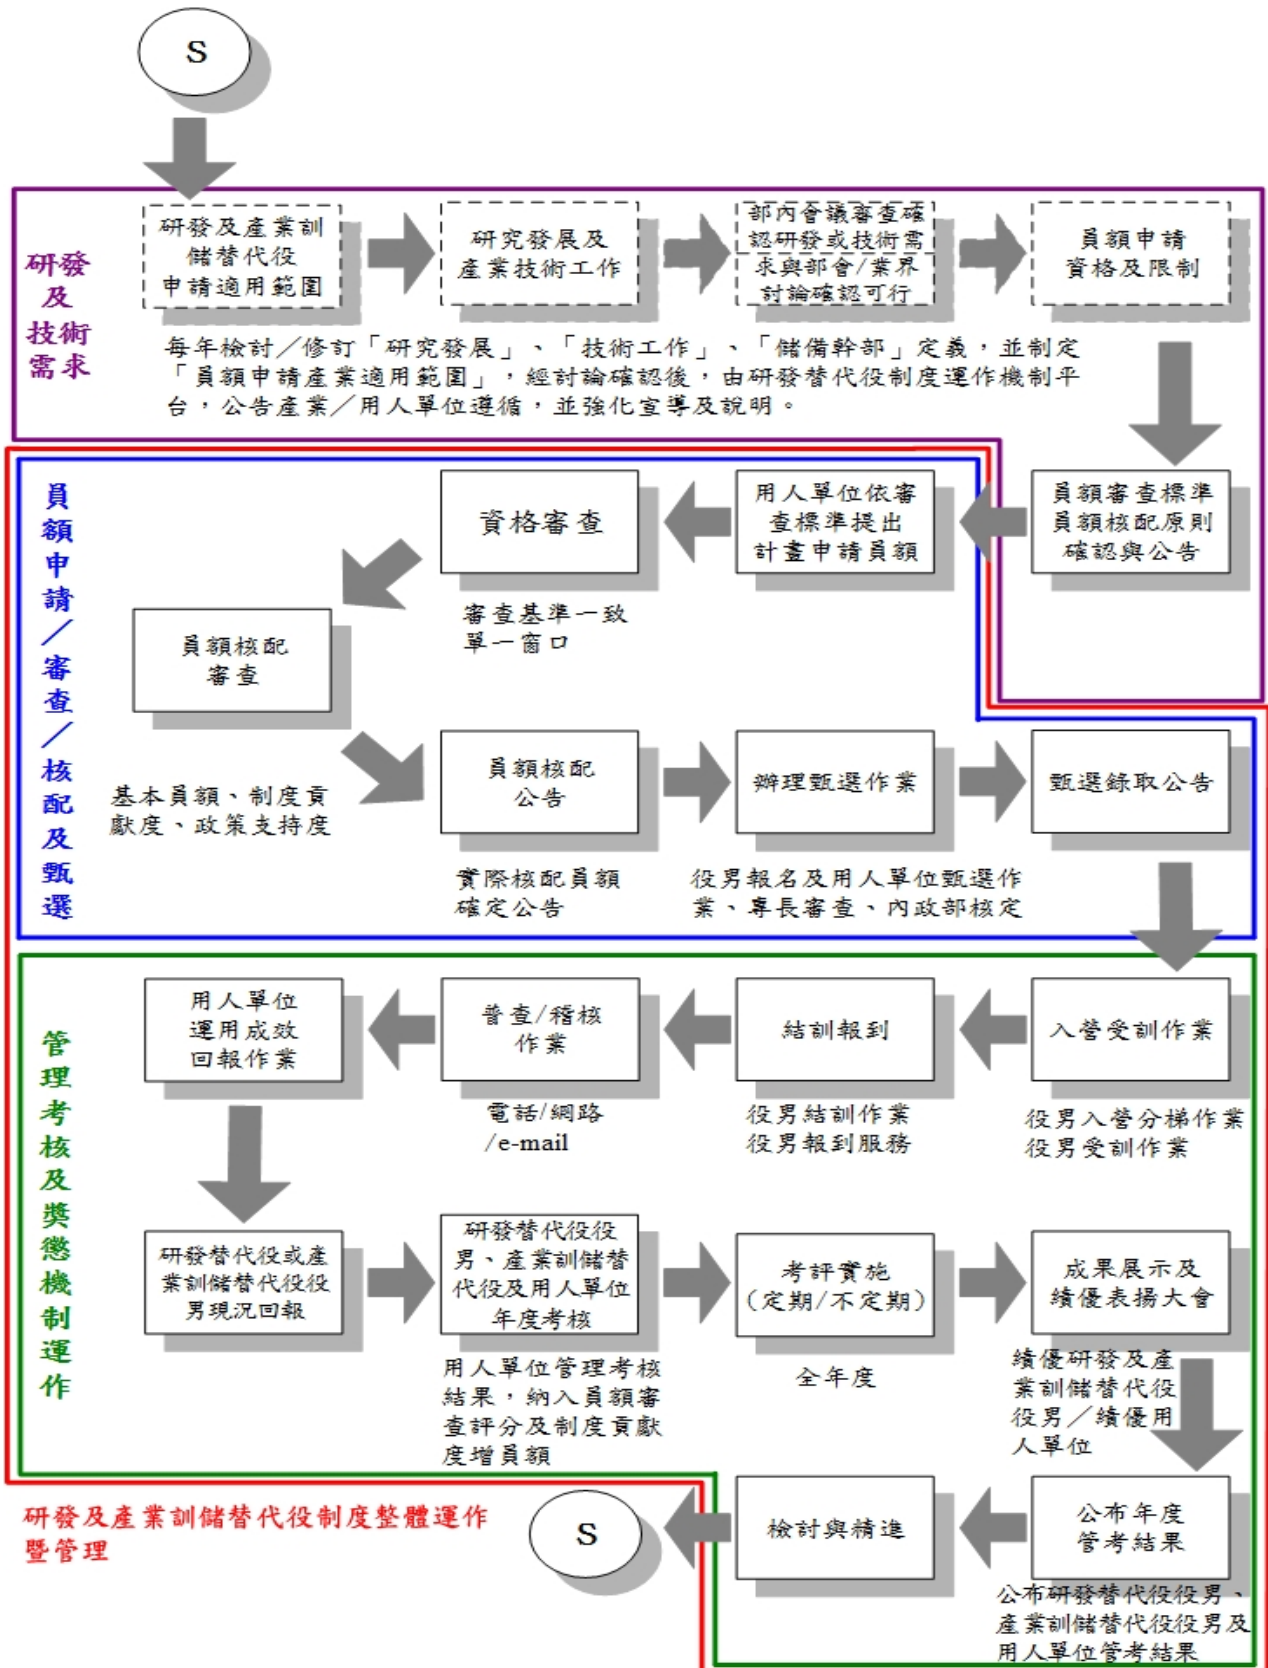 S
研發
及
技術
需求
研發及產業訓
儲替代役
申請適用範圍
研究發展及
產業技術工作
部內會議審查確
認研發或技術需
求與部會/業界
討論確認可行
員額申請
資格及限制
每年檢討／修訂「研究發展」、「技術工作」、「儲備幹部」定義，並制定
「員額申請產業適用範圍」，經討論確認後，由研發替代役制度運作機制平
台，公告產業／用人單位遵循，並強化宣導及說明。
員額申請／審查／核配及甄選
員額審查標準
員額核配原則
確認與公告
用人單位依審
查標準提出
計畫申請員額
資格審查
審查基準一致
單一窗口
員額核配
審查
基本員額、制度貢
獻度、政策支持度
員額核配
公告
實際核配員額
確定公告
辦理甄選作業
役男報名及用人單位甄選作
業、專長審查、內政部核定
甄選錄取公告
管理考核及獎懲機制運作
入營受訓作業
役男入營分梯作業
役男受訓作業
結訓報到
役男結訓作業
役男報到服務
普查/稽核
作業
電話/網路
/e-mail
用人單位
運用成效
回報作業
研發替代役或產
業訓儲替代役役
男現況回報
研發替代役役
男、產業訓儲替
代役及用人單位
年度考核
用人單位管理考核
結果，納入員額審
查評分及制度貢獻
度增員額
考評實施
(定期/不定期)
全年度
成果展示及
績優表揚大會
績優研發及產
業訓儲替代役
役男／績優用
人單位
公布年度
管考結果
公布研發替代役役男、
產業訓儲替代役役男及
用人單位管考結果
檢討與精進
S
研發及產業訓儲替代役制度整體運作
暨管理